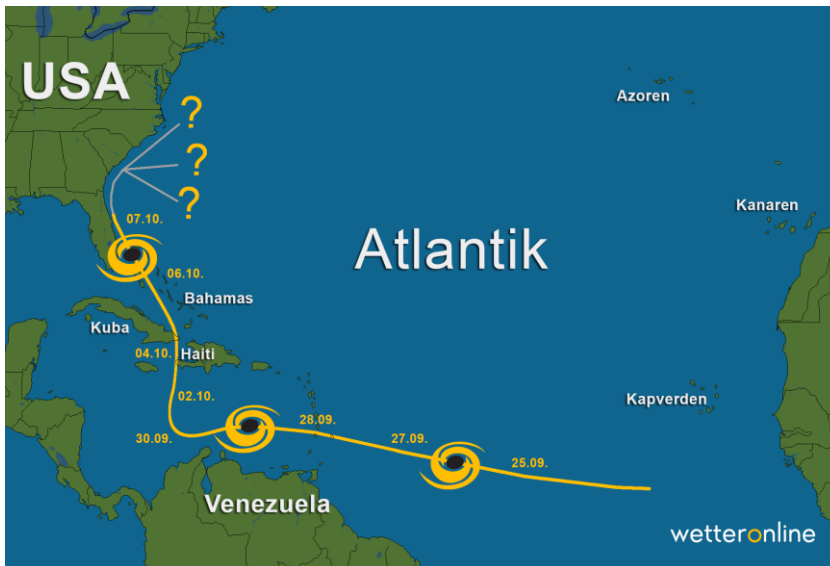 USA
Azoren
?
?
?
Kanaren
07.10.
Atlantik
06.10.
Bahamas
Kuba
04.10.
Haiti
02.10.
Kapverden
28.09.
30.09.
27.09.
25.09.
Venezuela
wetteronline